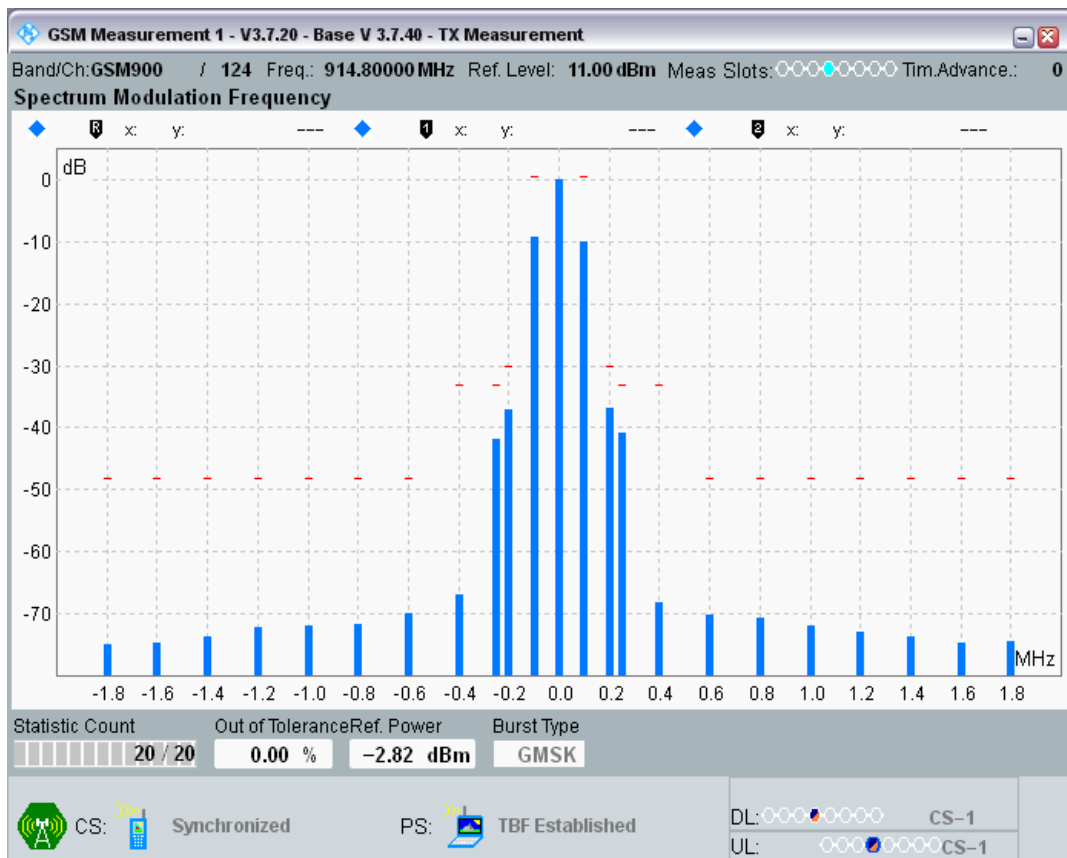 GSM Measurement 1 - V3.7.20 - Base V 3.7.40 - TX Measurement
Band/Ch:GSM900 / 124 Freq.: 914.80000 MHz Ref. Level: 11.00 dBm Meas Slots: Tim.Advance.: 0
Spectrum Modulation Frequency
R x: y: --- 1 x: y: --- 2 x: y: ---
dB
0
-10
-20
-30
-40
-50
-60
-70
MHz
-1.8 -1.6 -1.4 -1.2 -1.0 -0.8 -0.6 -0.4 -0.2 0.0 0.2 0.4 0.6 0.8 1.0 1.2 1.4 1.6 1.8
Statistic Count Out of Tolerance Ref. Power Burst Type
20 / 20 0.00 % −2.82 dBm GMSK
CS: Synchronized PS: TBF Established DL: CS−1
UL: CS−1